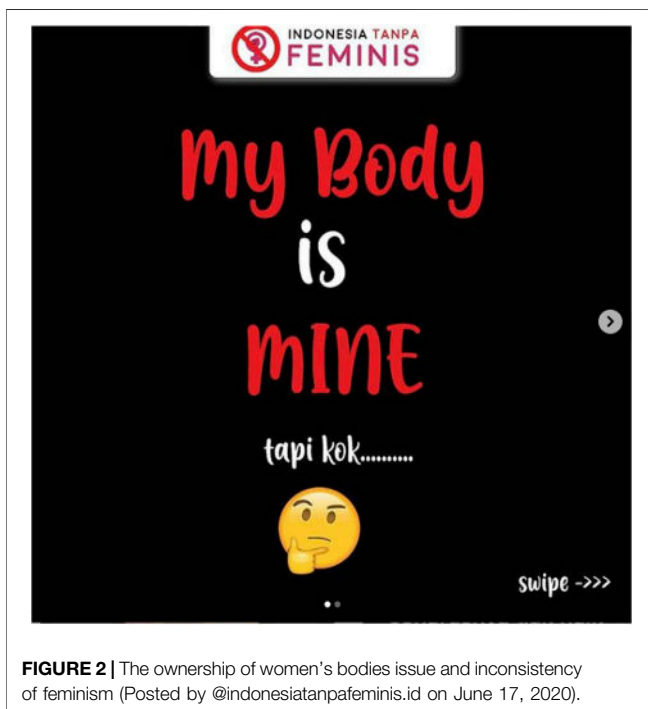 INDONESIA TANPA
FEMINIS
My Body
is
MINE
tapi kok..........
swipe ->>>
FIGURE 2 | The ownership of women's bodies issue and inconsistency
of feminism (Posted by @indonesiatanpafeminis.id on June 17, 2020).